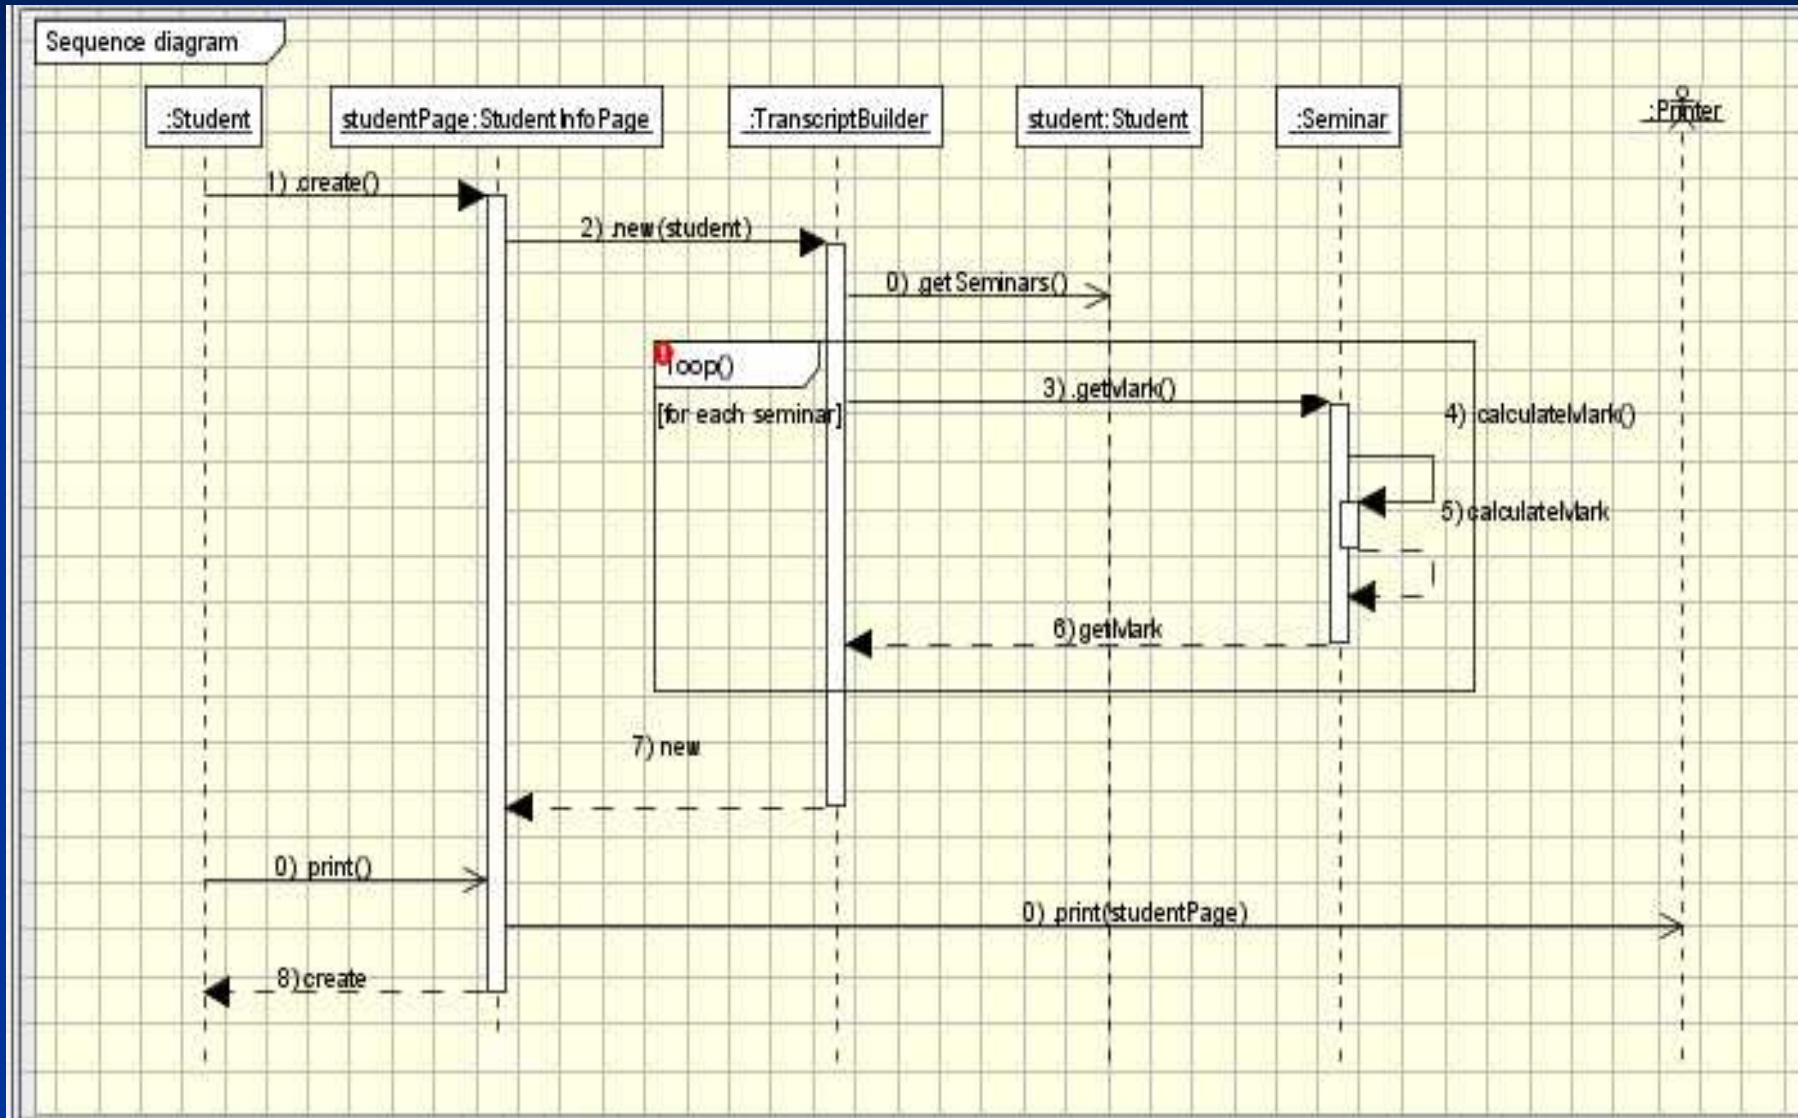 Sequence diagram
:Student
studentPage:StudentInfoPage
:TranscriptBuilder
student:Student
:Seminar
:Printer
1) .create()
2) .new(student)
0) .getSeminars()
loop()
[for each seminar]
3) .getMark()
4) calculateMark()
5) calculateMark
6) getMark
7) new
0) print()
0) .print(studentPage)
8) create